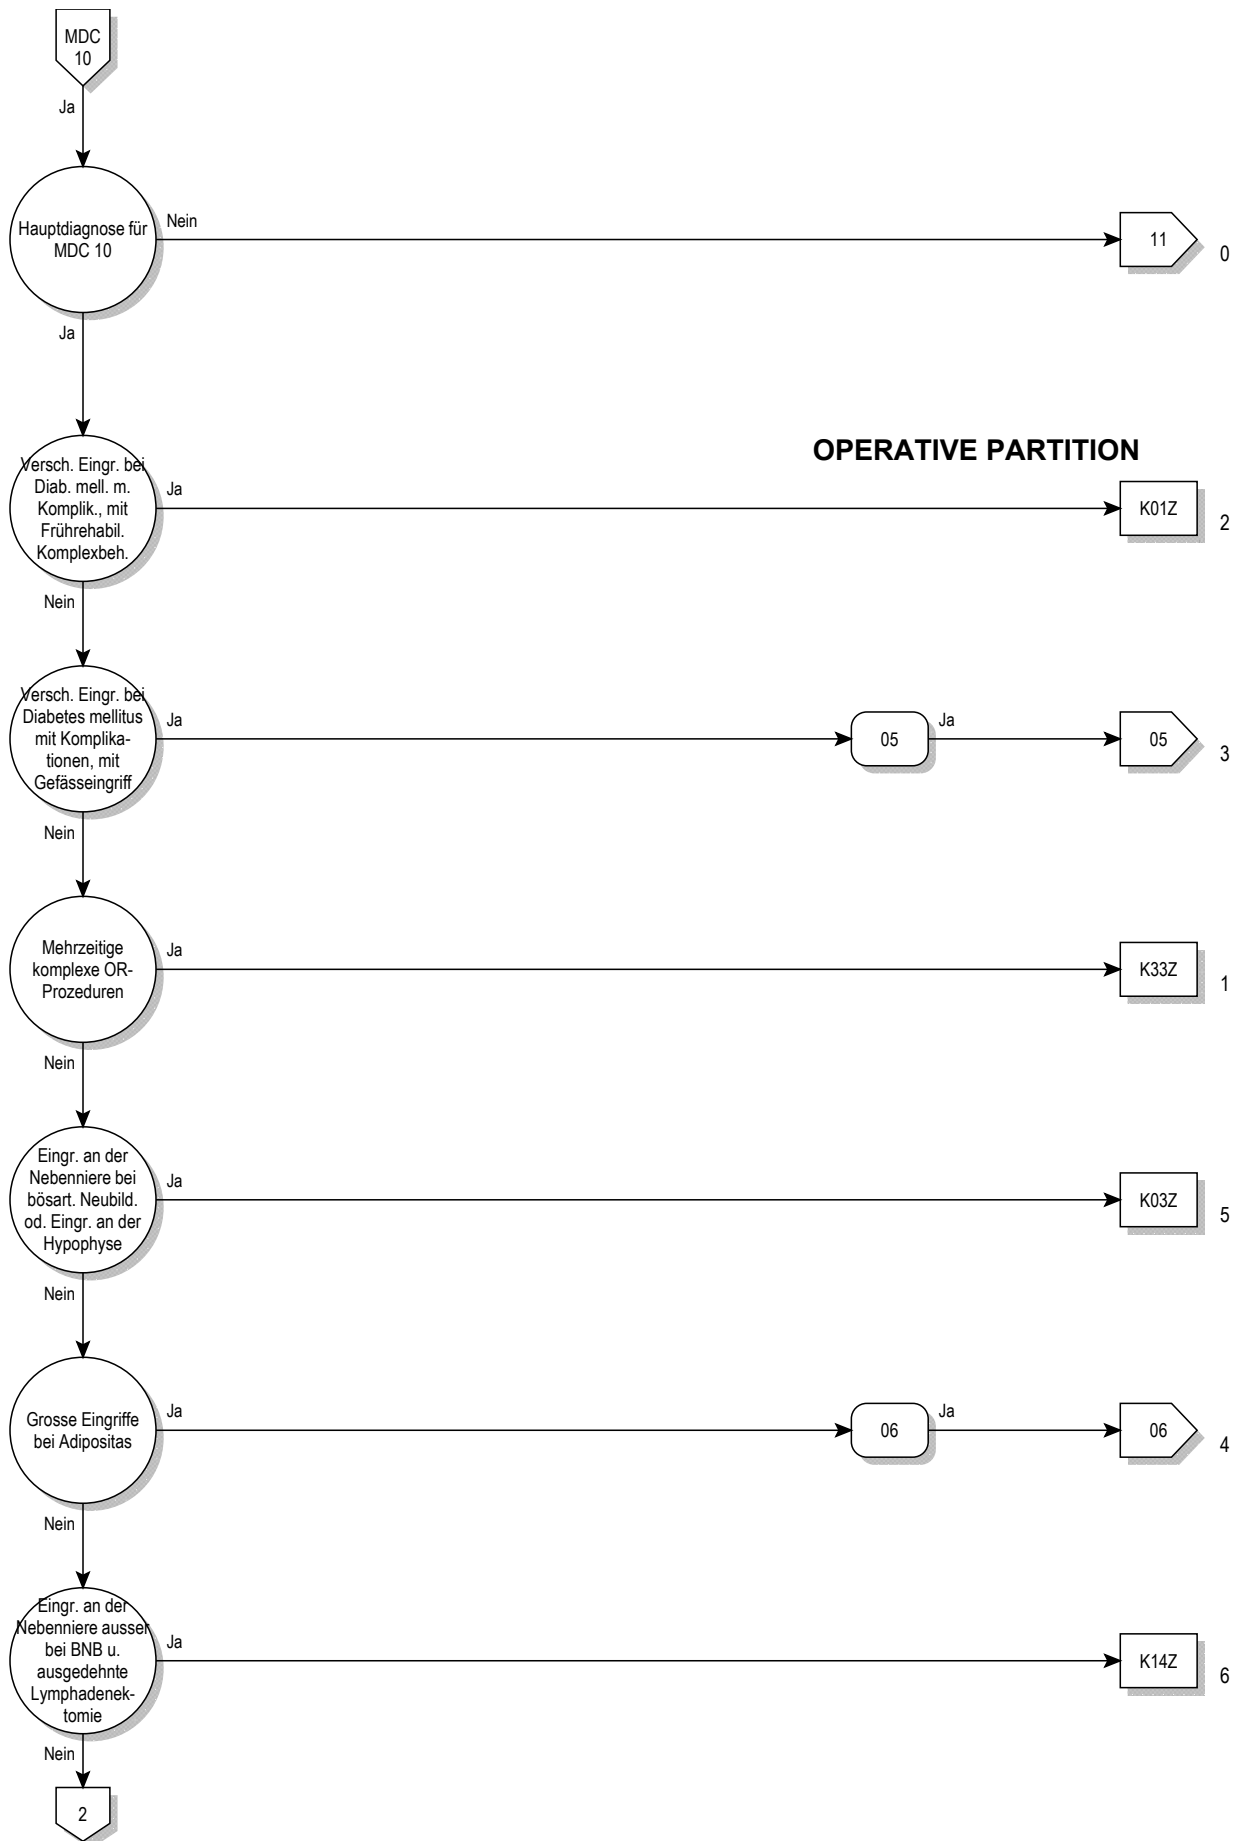 MDC
10
Ja
Hauptdiagnose für
MDC 10
Nein
11
0
Ja
OPERATIVE PARTITION
Versch. Eingr. bei
Diab. mell. m.
Komplik., mit
Frührehabil.
Komplexbeh.
Ja
K01Z
2
Nein
Versch. Eingr. bei
Diabetes mellitus
mit Komplika-
tionen, mit
Gefässeingriff
Ja
05
Ja
05
3
Nein
Mehrzeitige
komplexe OR-
Prozeduren
Ja
K33Z
1
Nein
Eingr. an der
Nebenniere bei
bösart. Neubild.
od. Eingr. an der
Hypophyse
Ja
K03Z
5
Nein
Grosse Eingriffe
bei Adipositas
Ja
06
Ja
06
4
Nein
Eingr. an der
Nebenniere ausser
bei BNB u.
ausgedehnte
Lymphadenek-
tomie
Ja
K14Z
6
Nein
2